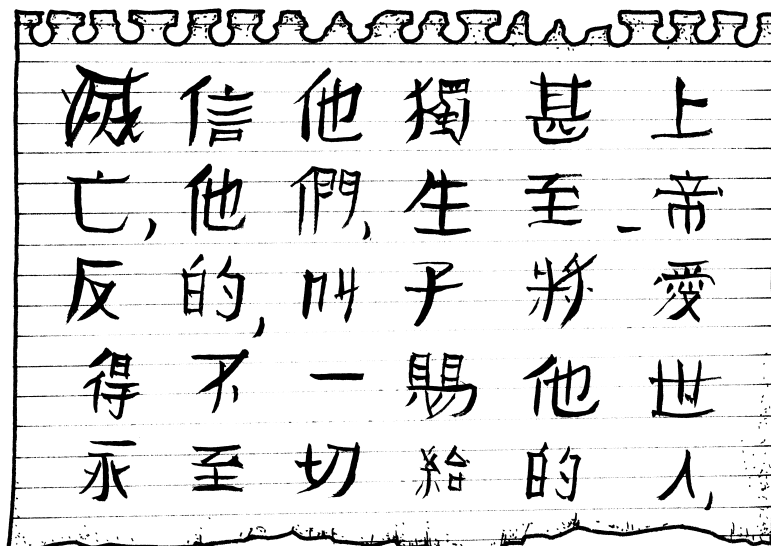 上帝愛世人,
甚至-將他的
獨生子賜給
他們,叫一切
信他的,不至
滅亡,反得永